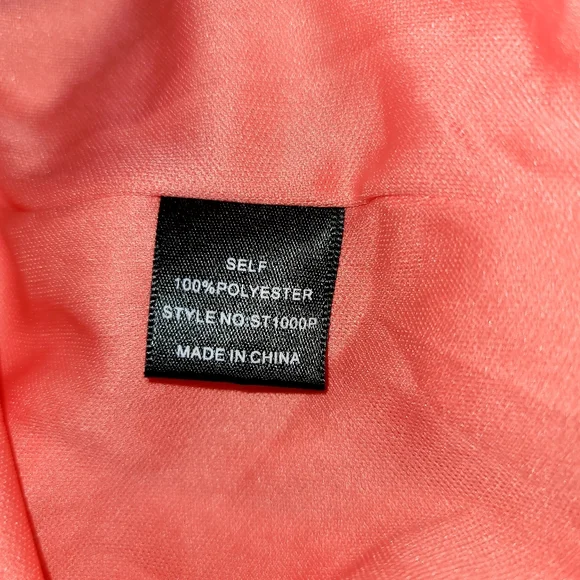 SELF
100%POLYESTER
STYLE NO:ST1000P
MADE IN CHINA